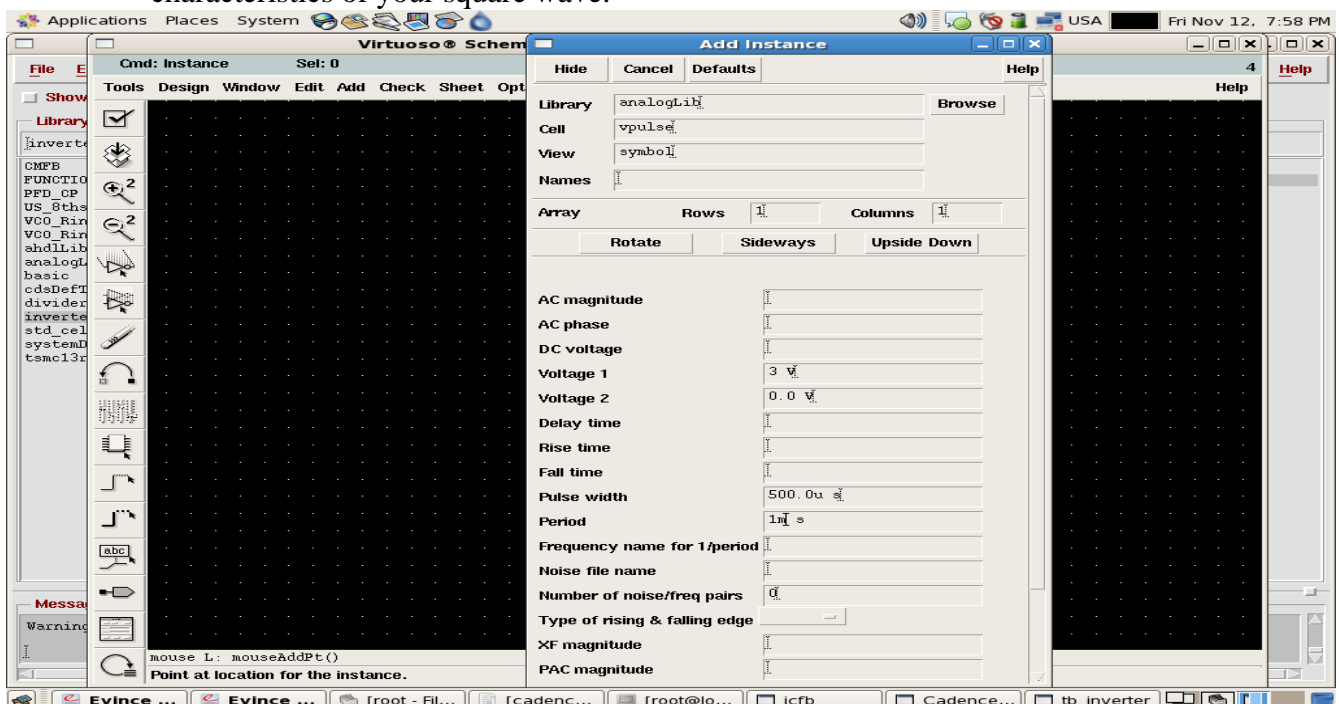 characteristics of your square wave.
Applications Places System USA Fri Nov 12, 7:58 PM
Virtuoso® Schem
Add Instance
Cmd: Instance Sel: 0 4
File E
Tools Design Window Edit Add Check Sheet Opt Help
Help
Show
Library
inverte
CMFB
FUNCTIO
PFD_CP
US_8ths
VCO_Rin
VCO_Rin
ahdlLib
analogL
basic
cdsDefT
divider
inverte
std_cel
systemD
tsmc13r
2
2
abc
Hide Cancel Defaults Help
Library analogLib Browse
Cell vpulse
View symbol
Names
Array Rows 1 Columns 1
Rotate Sideways Upside Down
AC magnitude
AC phase
DC voltage
Voltage 1 3 V
Voltage 2 0.0 V
Delay time
Rise time
Fall time
Pulse width 500.0u s
Period 1m s
Frequency name for 1/period
Noise file name
Number of noise/freq pairs 0
Type of rising & falling edge
XF magnitude
PAC magnitude
Messa
Warning
mouse L: mouseAddPt()
Point at location for the instance.
Evince ... Evince ... [root - Fil... [cadenc... [root@lo... icfb Cadence... tb inverter